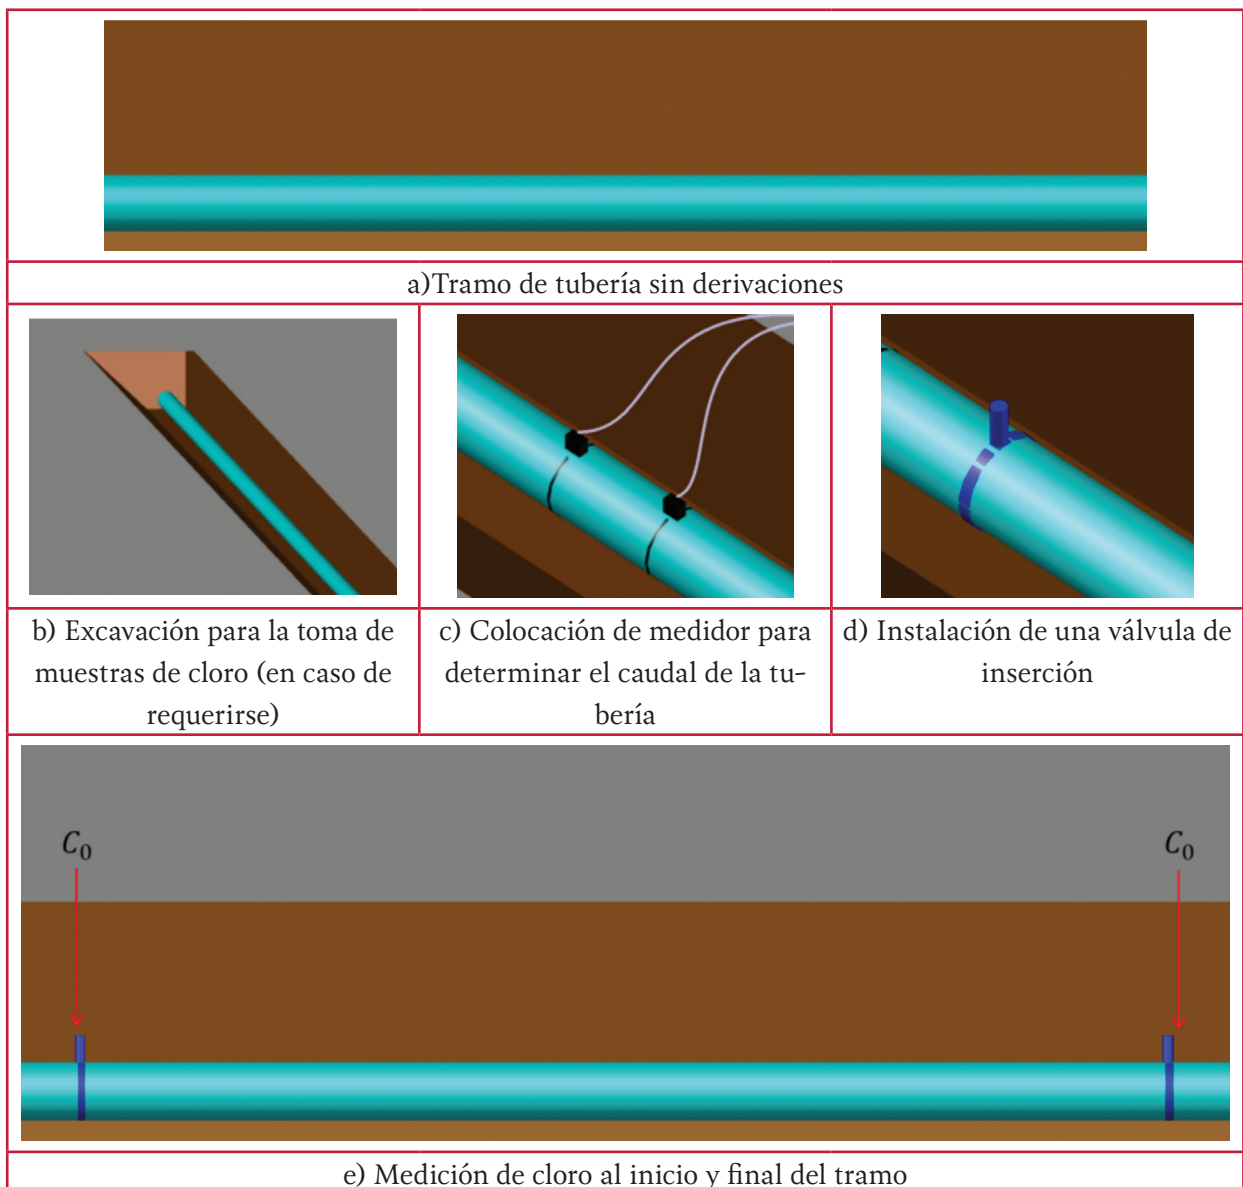 a)Tramo de tubería sin derivaciones
b) Excavación para la toma de
muestras de cloro (en caso de
requerirse)
c) Colocación de medidor para
determinar el caudal de la tu-
bería
d) Instalación de una válvula de
inserción
C₀
C₀
e) Medición de cloro al inicio y final del tramo